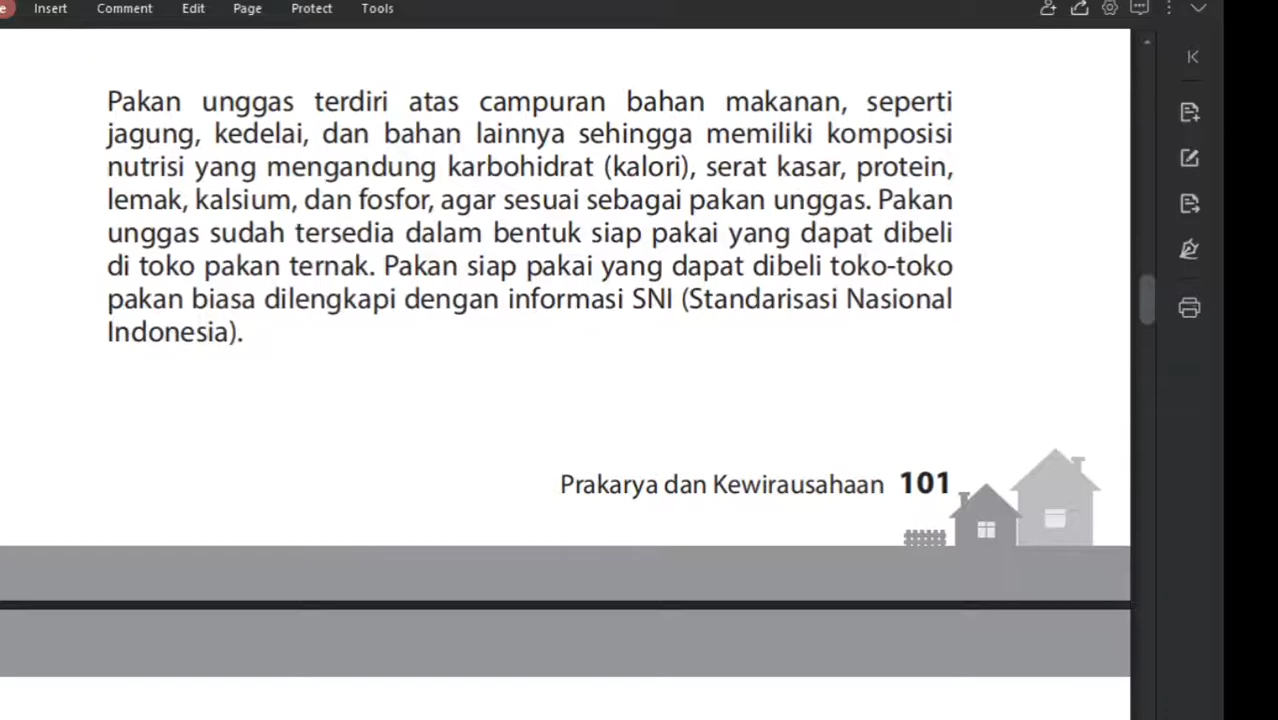 Insert Comment Edit Page Protect Tools
Pakan unggas terdiri atas campuran bahan makanan, seperti
jagung, kedelai, dan bahan lainnya sehingga memiliki komposisi
nutrisi yang mengandung karbohidrat (kalori), serat kasar, protein,
lemak, kalsium, dan fosfor, agar sesuai sebagai pakan unggas. Pakan
unggas sudah tersedia dalam bentuk siap pakai yang dapat dibeli
di toko pakan ternak. Pakan siap pakai yang dapat dibeli toko-toko
pakan biasa dilengkapi dengan informasi SNI (Standarisasi Nasional
Indonesia).
Prakarya dan Kewirausahaan 101